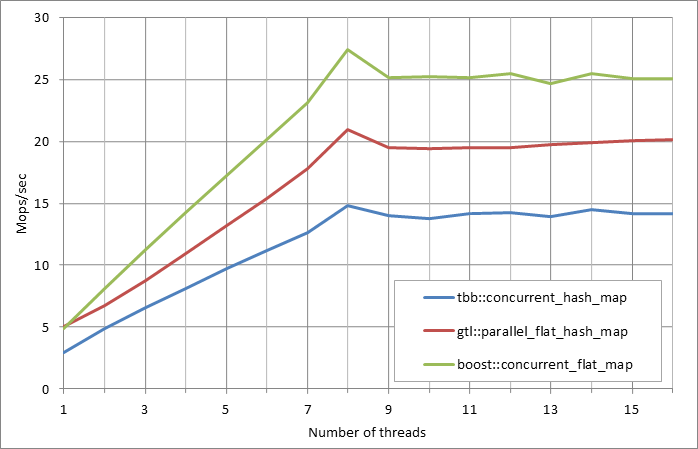 30
25
20
15
10
5
0
Mops/sec
tbb::concurrent_hash_map
gtl::parallel_flat_hash_map
boost::concurrent_flat_map
1 3 5 7 9 11 13 15
Number of threads